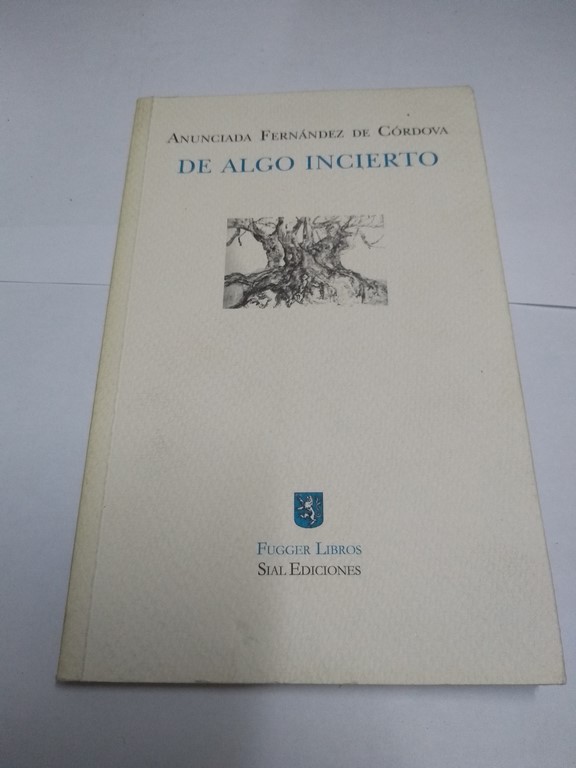 Anunciada Fernández de Córdova
DE ALGO INCIERTO
Fugger Libros
Sial Ediciones